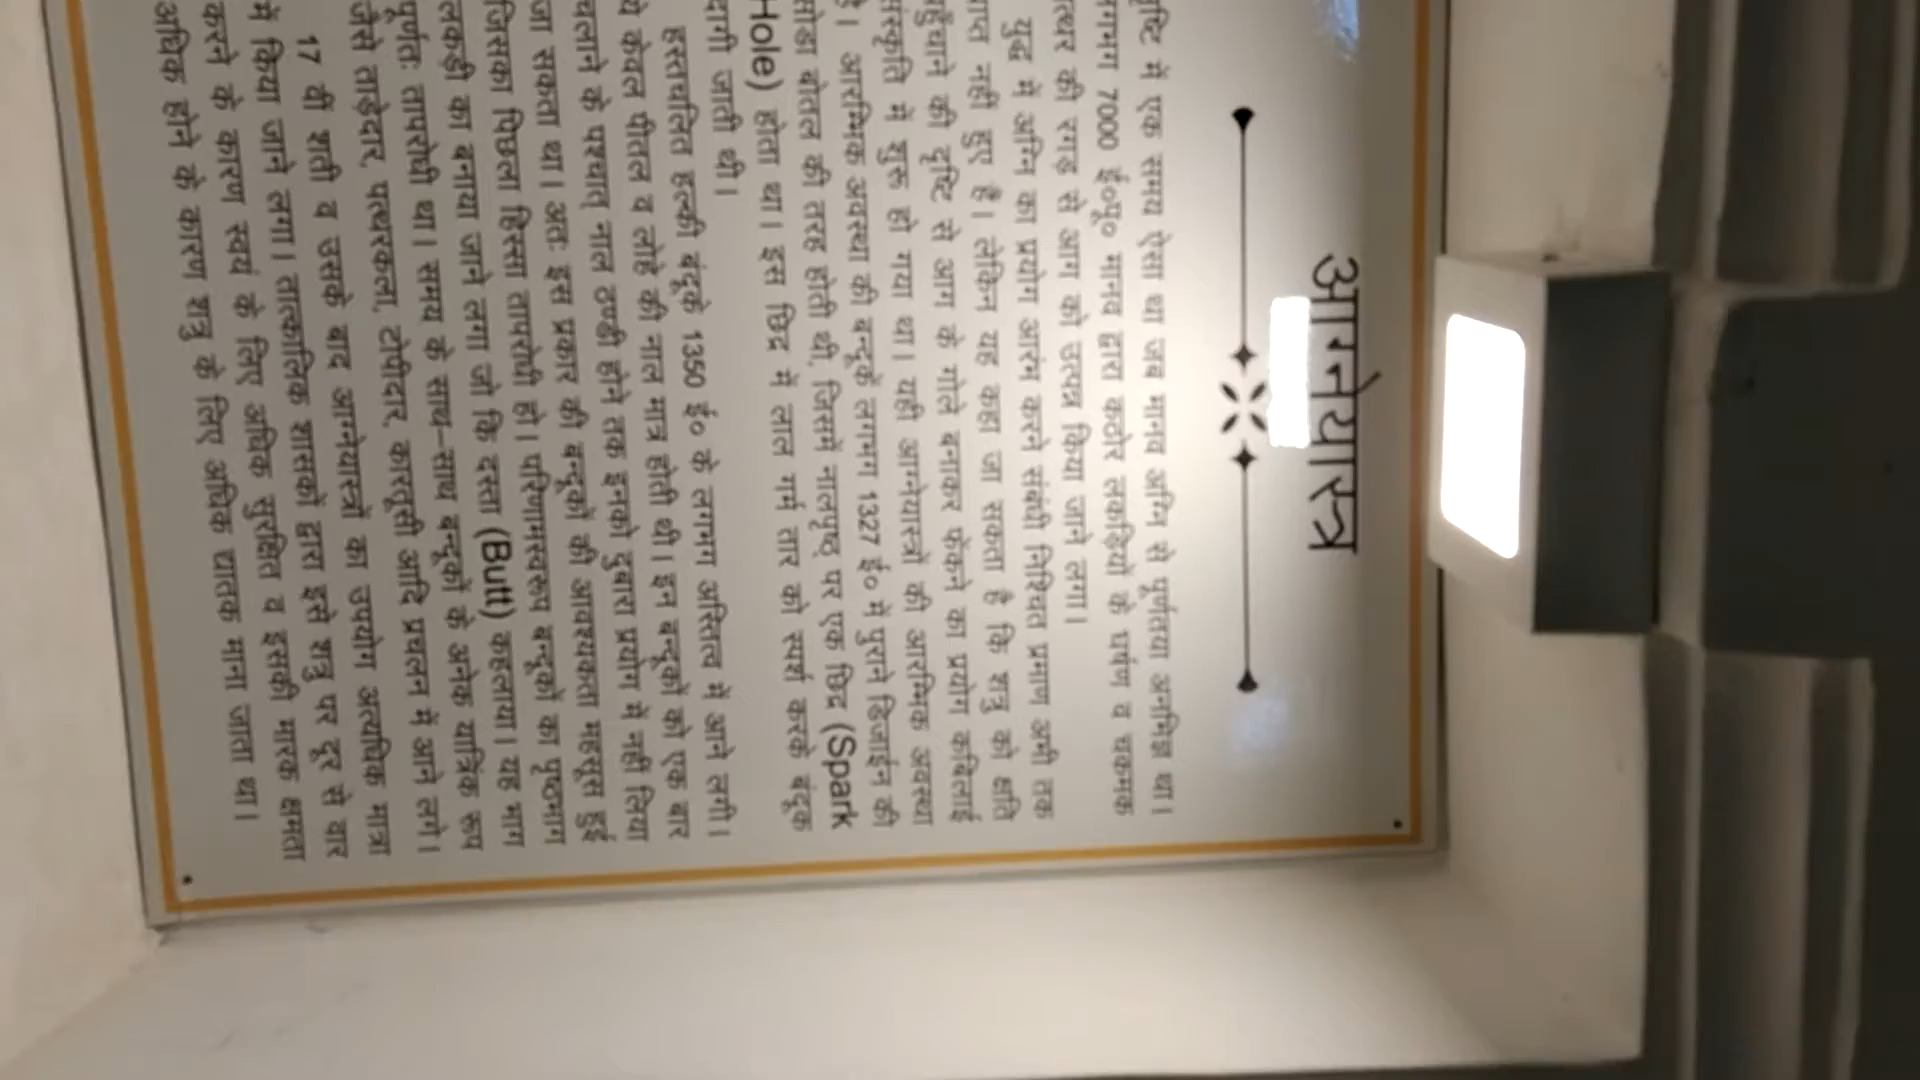 आग्नेयास्त्र
में एक समय ऐसा था जब मानव अग्नि से पूर्णतया अनभिज्ञ था।
लगभग 7000 ई०पू० मानव द्वारा कठोर लकड़ियों के घर्षण व चकमक
पत्थर की रगड़ से आग को उत्पन्न किया जाने लगा।
युद्ध में अग्नि का प्रयोग आरंभ करने संबंधी निश्चित प्रमाण अभी तक
प्राप्त नहीं हुए हैं। लेकिन यह कहा जा सकता है कि शत्रु को क्षति
पहुँचाने की दृष्टि से आग के गोले बनाकर फेंकने का प्रयोग कबिलाई
संस्कृति में शुरू हो गया था। यही आग्नेयास्त्रों की आरम्भिक अवस्था
है। आरम्भिक अवस्था की बन्दूकें लगभग 1327 ई० में पुराने डिजाईन की
सोडा बोतल की तरह होती थी, जिसमें नालपृष्ठ पर एक छिद्र (Spark
Hole) होता था। इस छिद्र में लाल गर्म तार को स्पर्श करके बंदूक
दागी जाती थी।
हस्तचलित हल्की बंदूकें 1350 ई० के लगभग अस्तित्व में आने लगी।
ये केवल पीतल व लोहे की नाल मात्र होती थी। इन बन्दूकों को एक बार
चलाने के पश्चात् नाल ठण्डी होने तक इनको दुबारा प्रयोग में नहीं लिया
जा सकता था। अतः इस प्रकार की बन्दूकों की आवश्यकता महसूस हुई
जिसका पिछला हिस्सा तापरोधी हो। परिणामस्वरूप बन्दूकों का पृष्ठभाग
लकड़ी का बनाया जाने लगा जो कि दस्ता (Butt) कहलाया। यह भाग
पूर्णतः तापरोधी था। समय के साथ–साथ बन्दूकों के अनेक यांत्रिक रूप
जैसे तोड़ेदार, पत्थरकला, टोपीदार, कारतूसी आदि प्रचलन में आने लगे।
17 वीं शती व उसके बाद आग्नेयास्त्रों का उपयोग अत्यधिक मात्रा
में किया जाने लगा। तात्कालिक शासकों द्वारा इसे शत्रु पर दूर से वार
करने के कारण स्वयं के लिए अधिक सुरक्षित व इसकी मारक क्षमता
अधिक होने के कारण शत्रु के लिए अधिक घातक माना जाता था।